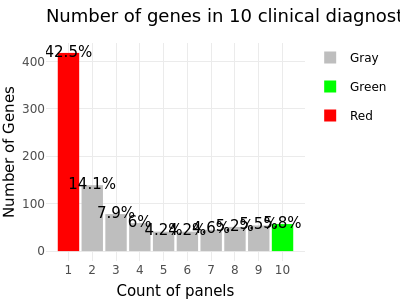 Number of genes in 10 clinical diagnost
Number of Genes
400
300
200
100
0
42.5%
14.1%
7.9%
6%
4.2%
4.2%
4.6%
5.2%
5.5%
5.8%
1 2 3 4 5 6 7 8 9 10
Count of panels
Gray
Green
Red